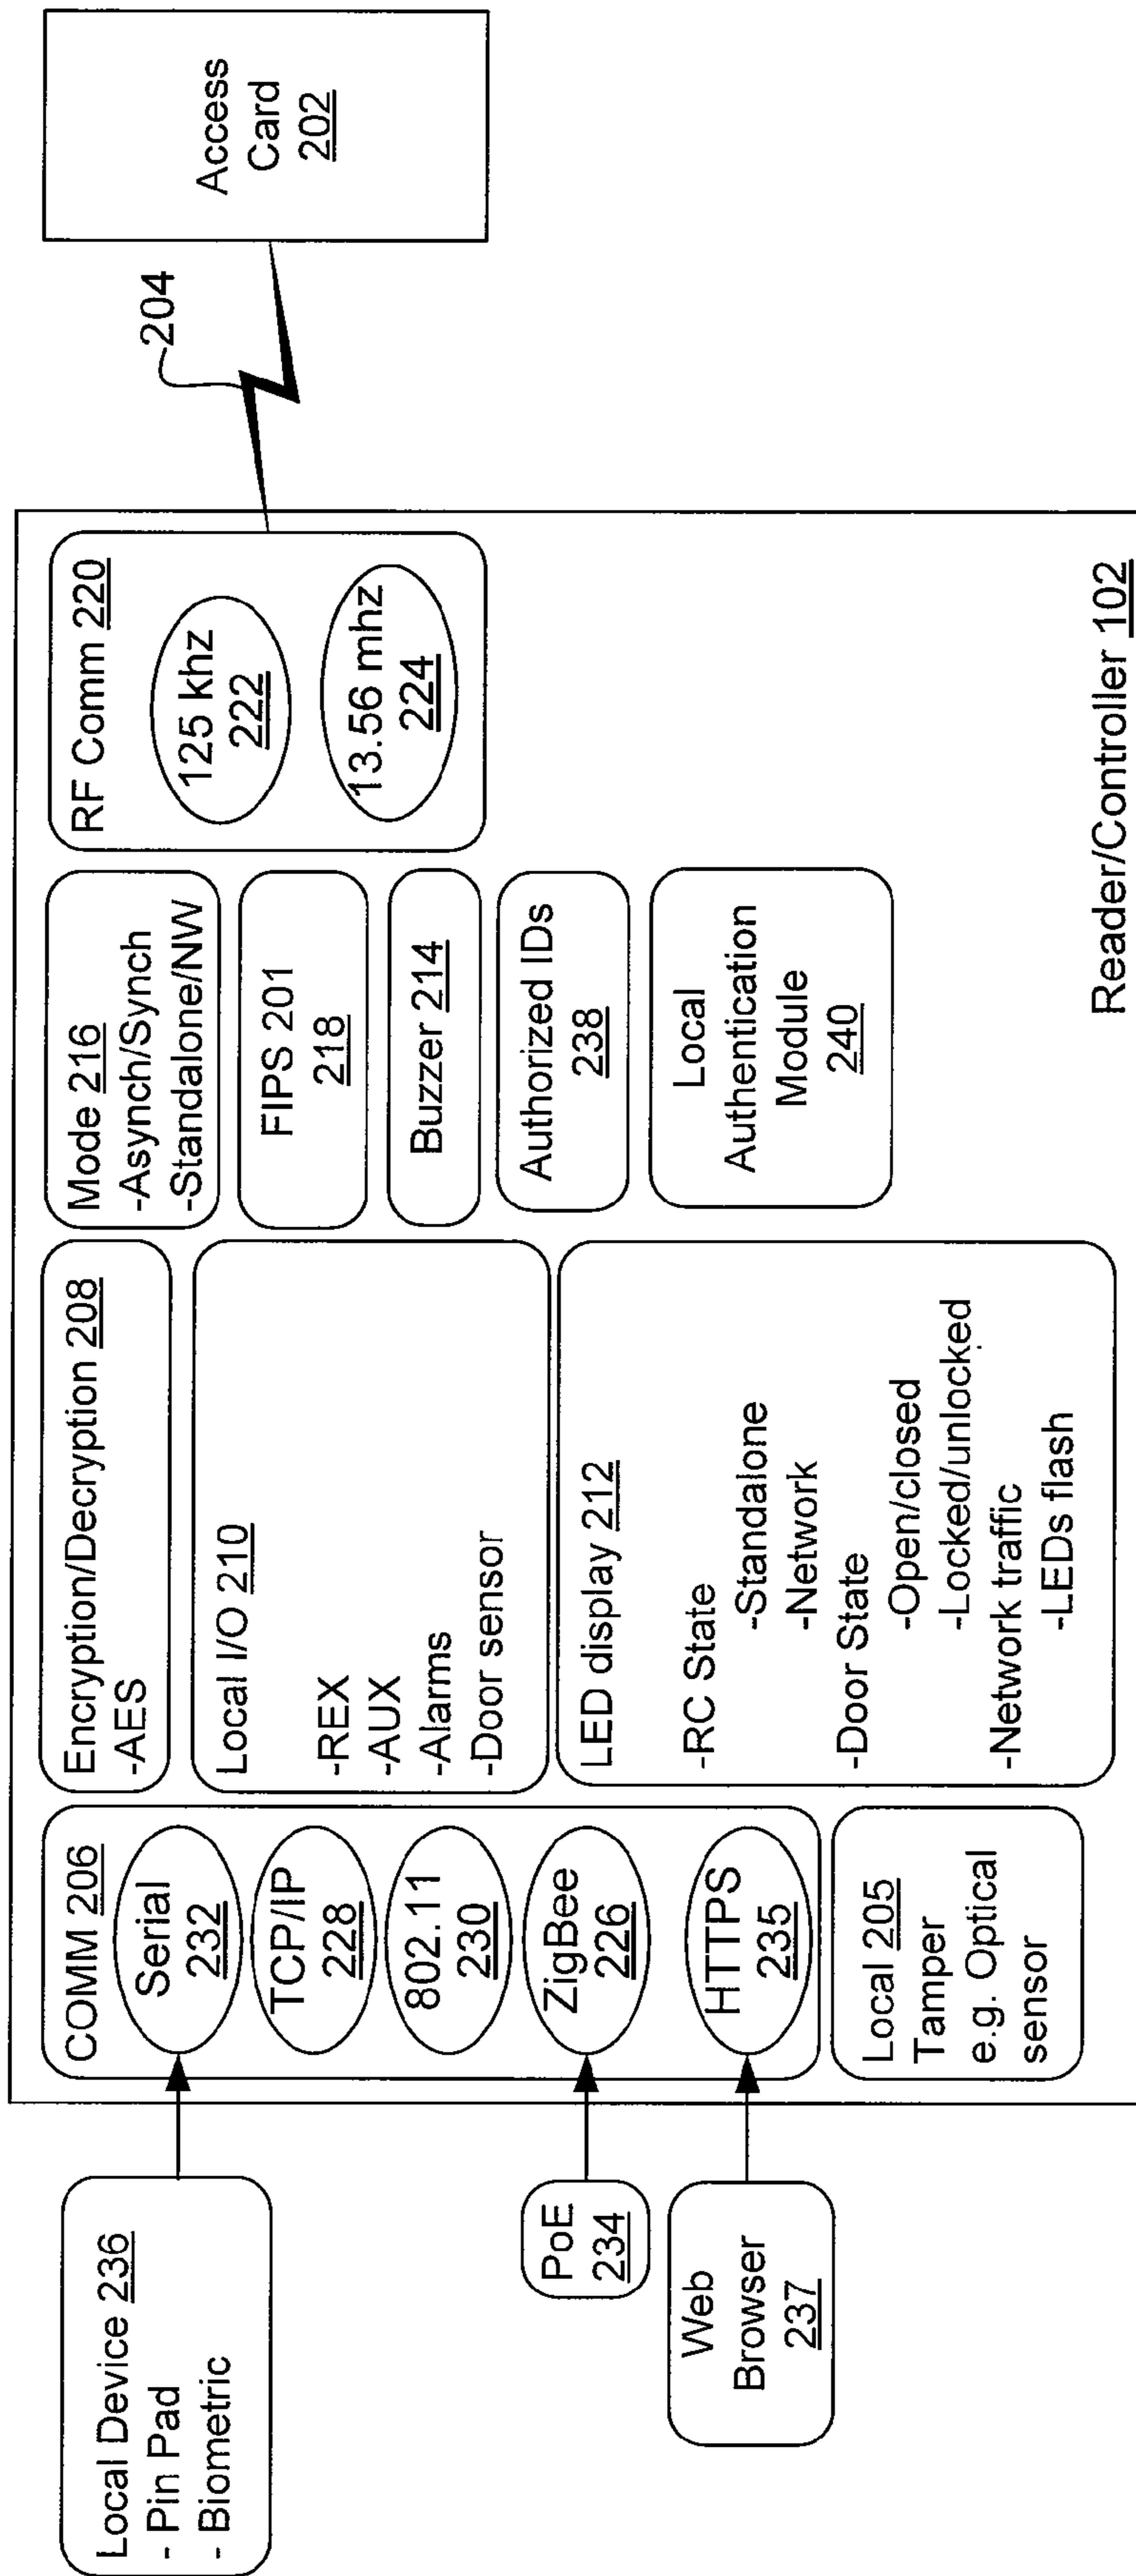 Local Device 236
- Pin Pad
- Biometric
PoE
234
Web
Browser
237
COMM 206
Serial
232
TCP/IP
228
802.11
230
ZigBee
226
HTTPS
235
Local 205
Tamper
e.g. Optical
sensor
Encryption/Decryption 208
-AES
Local I/O 210
-REX
-AUX
-Alarms
-Door sensor
LED display 212
-RC State
-Standalone
-Network
-Door State
-Open/closed
-Locked/unlocked
-Network traffic
-LEDs flash
Mode 216
-Asynch/Synch
-Standalone/NW
FIPS 201
218
Buzzer 214
Authorized IDs
238
Local
Authentication
Module
240
RF Comm 220
125 khz
222
13.56 mhz
224
Reader/Controller 102
204
Access
Card
202